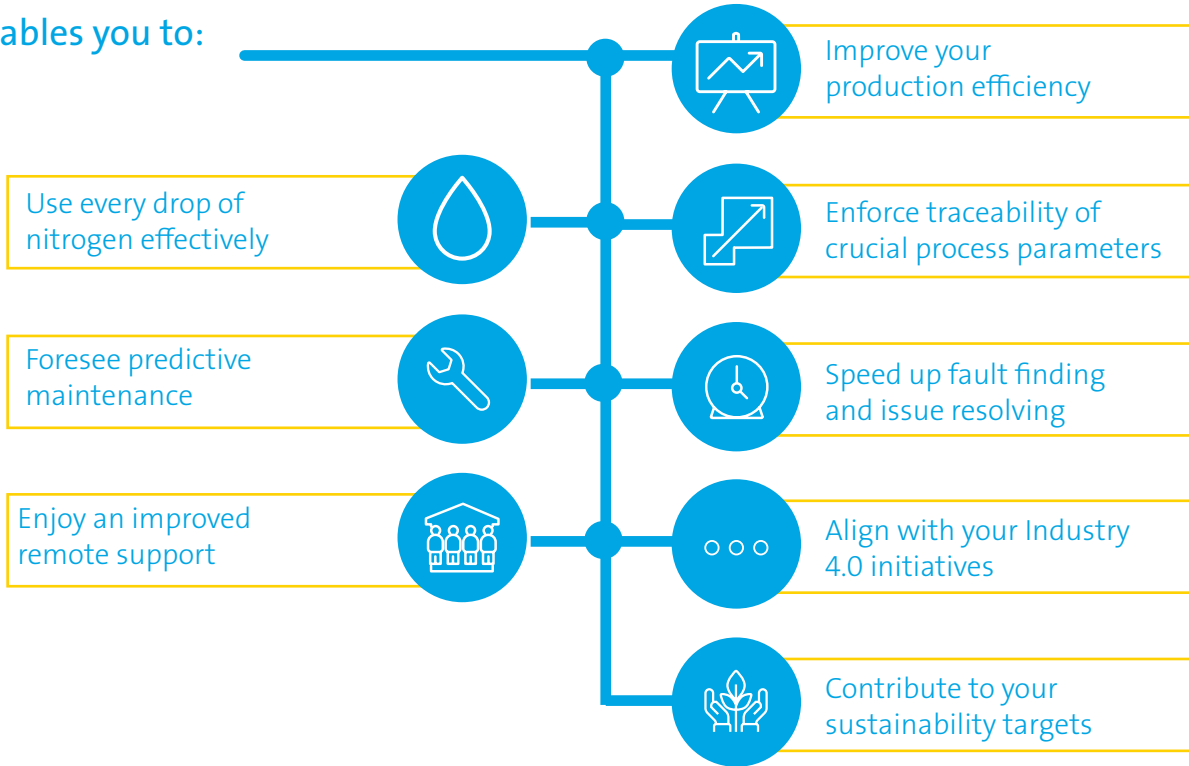 ables you to:
Improve your
production efficiency
Use every drop of
nitrogen effectively
Enforce traceability of
crucial process parameters
Foresee predictive
maintenance
Speed up fault finding
and issue resolving
Enjoy an improved
remote support
Align with your Industry
4.0 initiatives
Contribute to your
sustainability targets